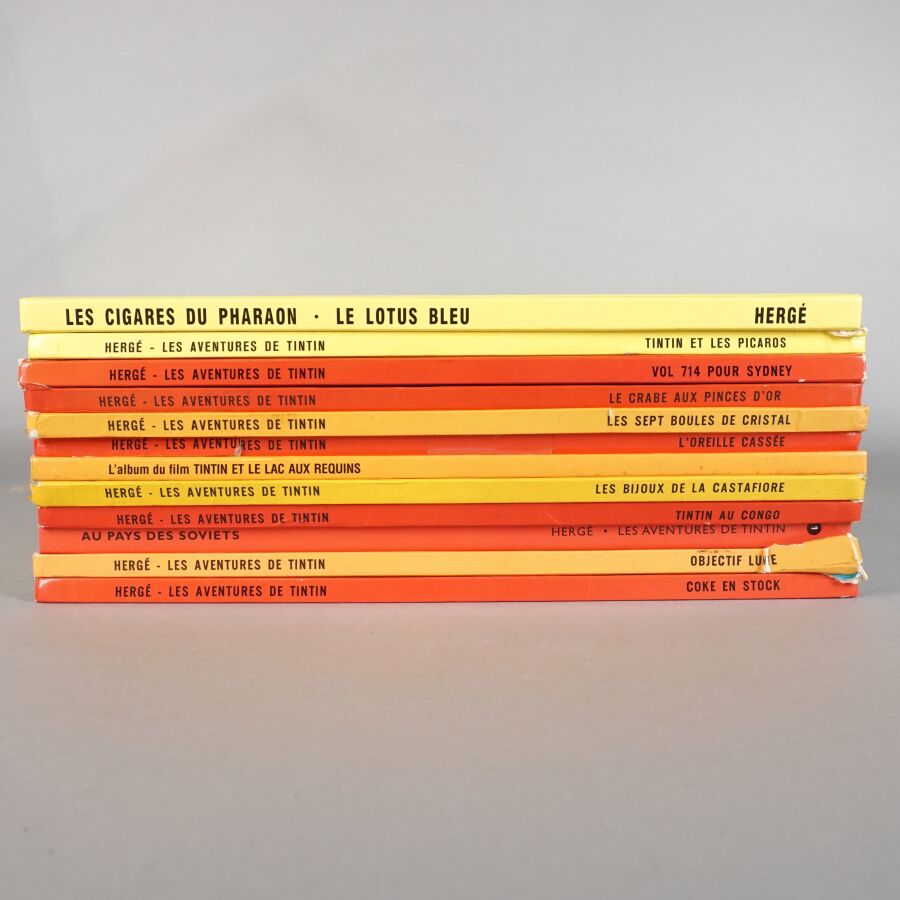 LES CIGARES DU PHARAON · LE LOTUS BLEU HERGÉ
HERGÉ - LES AVENTURES DE TINTIN TINTIN ET LES PICAROS
HERGÉ - LES AVENTURES DE TINTIN VOL 714 POUR SYDNEY
HERGÉ - LES AVENTURES DE TINTIN LE CRABE AUX PINCES D'OR
HERGÉ - LES AVENTURES DE TINTIN LES SEPT BOULES DE CRISTAL
HERGÉ - LES AVENTURES DE TINTIN L'OREILLE CASSÉE
L'album du film TINTIN ET LE LAC AUX REQUINS
HERGÉ - LES AVENTURES DE TINTIN LES BIJOUX DE LA CASTAFIORE
HERGÉ - LES AVENTURES DE TINTIN TINTIN AU CONGO
AU PAYS DES SOVIETS HERGÉ • LES AVENTURES DE TINTIN 1
HERGÉ - LES AVENTURES DE TINTIN OBJECTIF LUNE
HERGÉ - LES AVENTURES DE TINTIN COKE EN STOCK